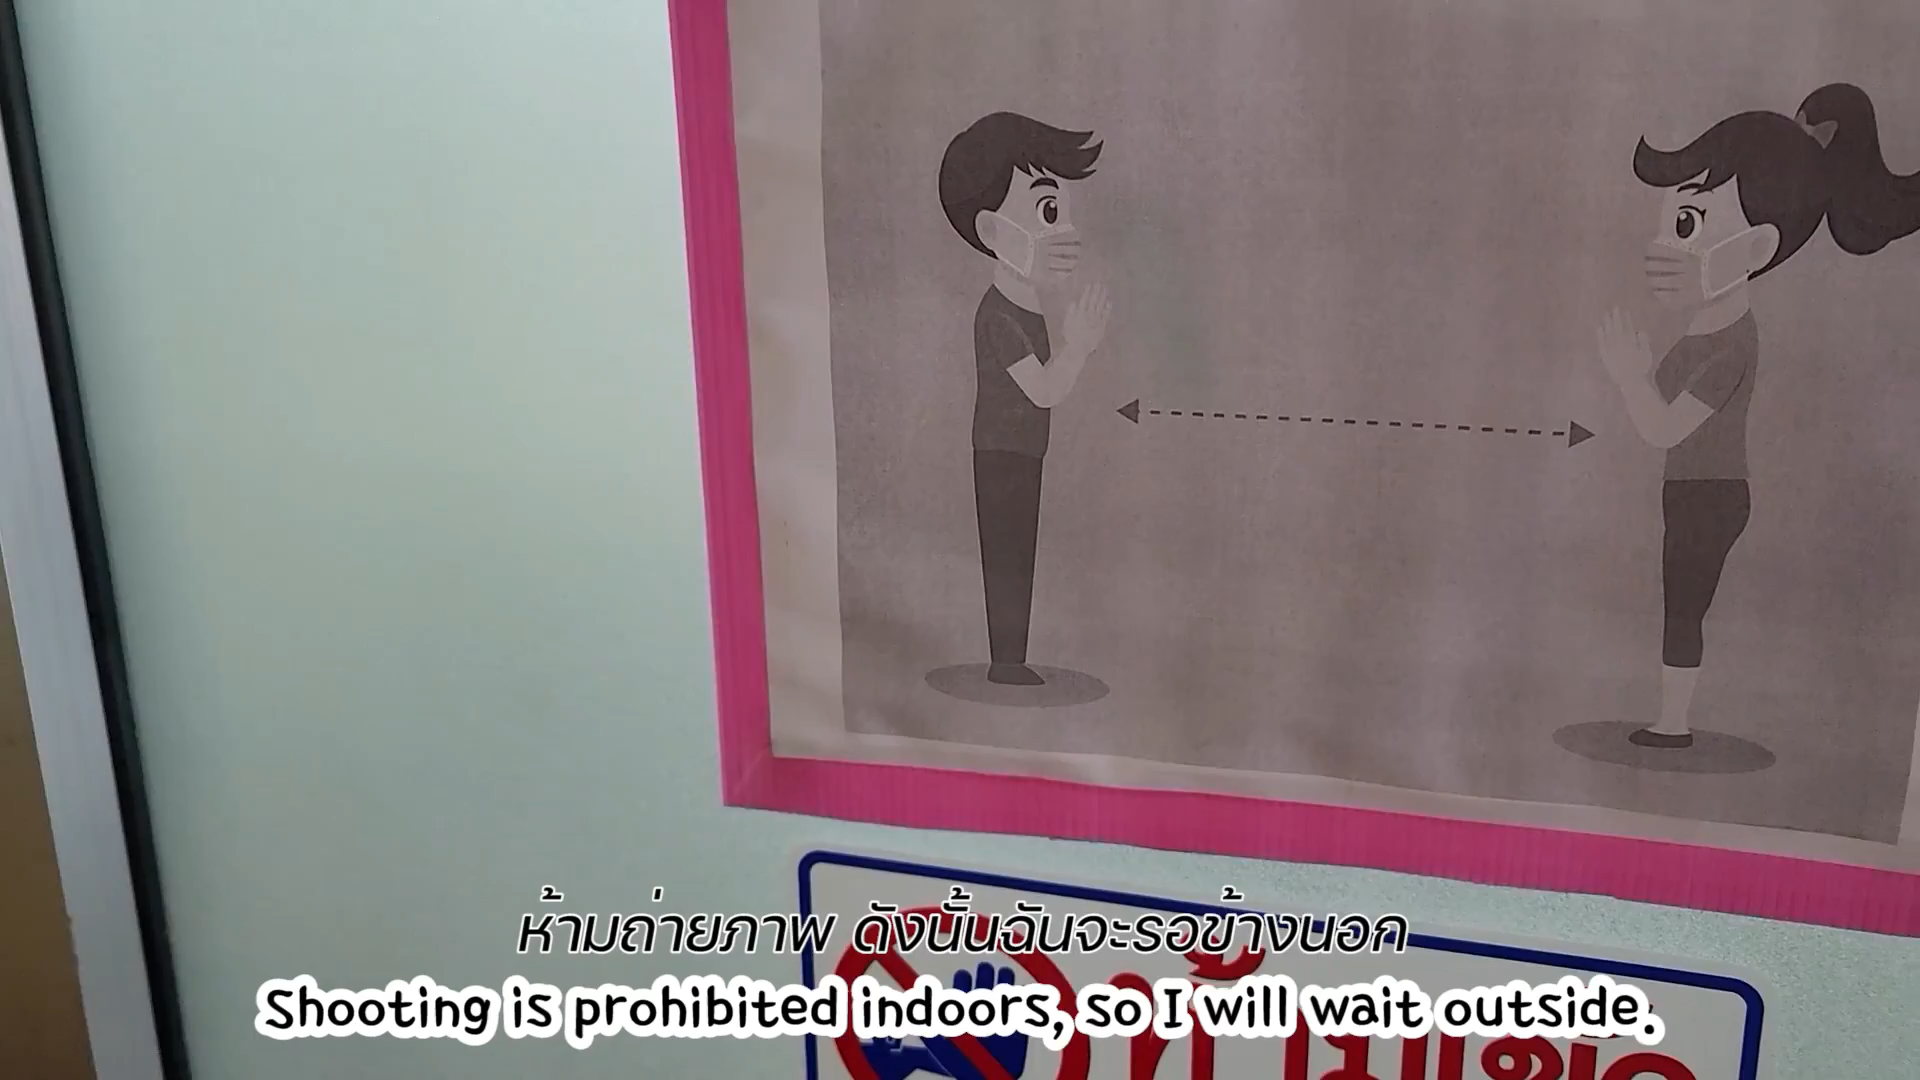 ห้ามถ่ายภาพ ดังนั้นฉันจะรอข้างนอก
Shooting is prohibited indoors, so I will wait outside.